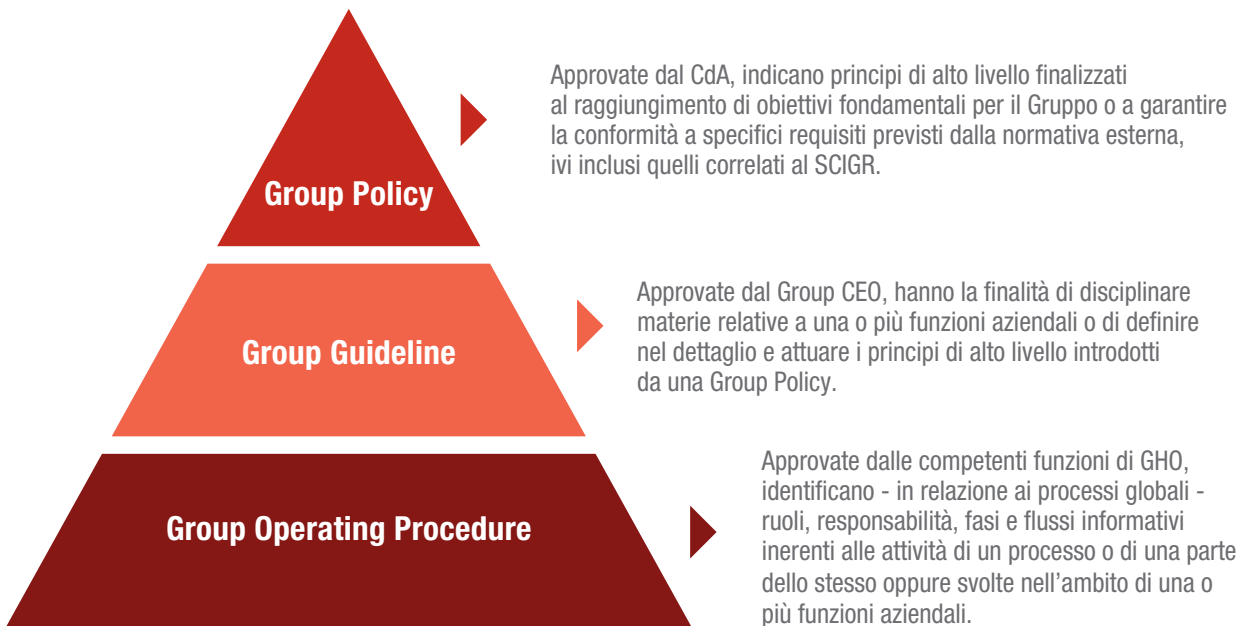 Group Policy
Approvate dal CdA, indicano principi di alto livello finalizzati
al raggiungimento di obiettivi fondamentali per il Gruppo o a garantire
la conformità a specifici requisiti previsti dalla normativa esterna,
ivi inclusi quelli correlati al SCIGR.
Group Guideline
Approvate dal Group CEO, hanno la finalità di disciplinare
materie relative a una o più funzioni aziendali o di definire
nel dettaglio e attuare i principi di alto livello introdotti
da una Group Policy.
Group Operating Procedure
Approvate dalle competenti funzioni di GHO,
identificano - in relazione ai processi globali -
ruoli, responsabilità, fasi e flussi informativi
inerenti alle attività di un processo o di una parte
dello stesso oppure svolte nell’ambito di una o
più funzioni aziendali.